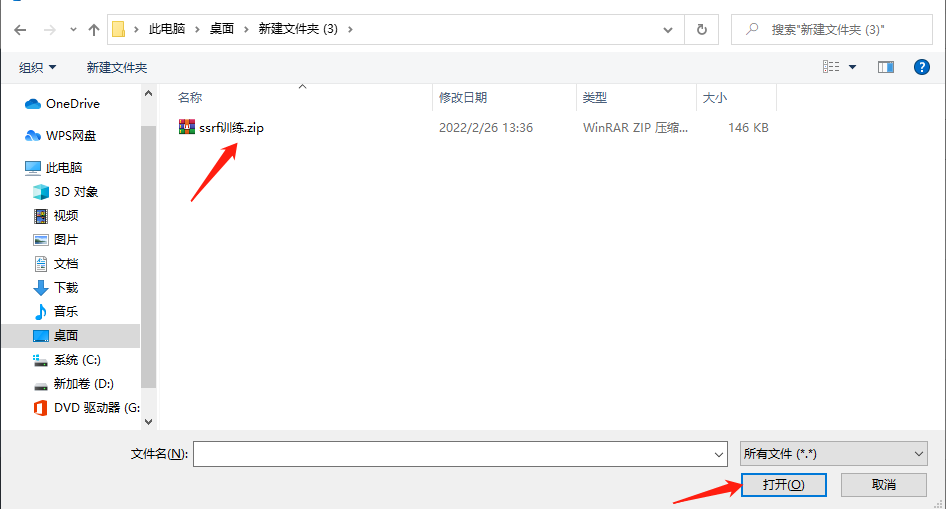 此电脑 > 桌面 > 新建文件夹 (3) >
搜索"新建文件夹 (3)"
组织 新建文件夹
名称 修改日期 类型 大小
ssrf训练.zip 2022/2/26 13:36 WinRAR ZIP 压缩... 146 KB
OneDrive
WPS网盘
此电脑
3D 对象
视频
图片
文档
下载
音乐
桌面
系统 (C:)
新加卷 (D:)
DVD 驱动器 (G:
文件名(N):
所有文件 (*.*)
打开(O) 取消